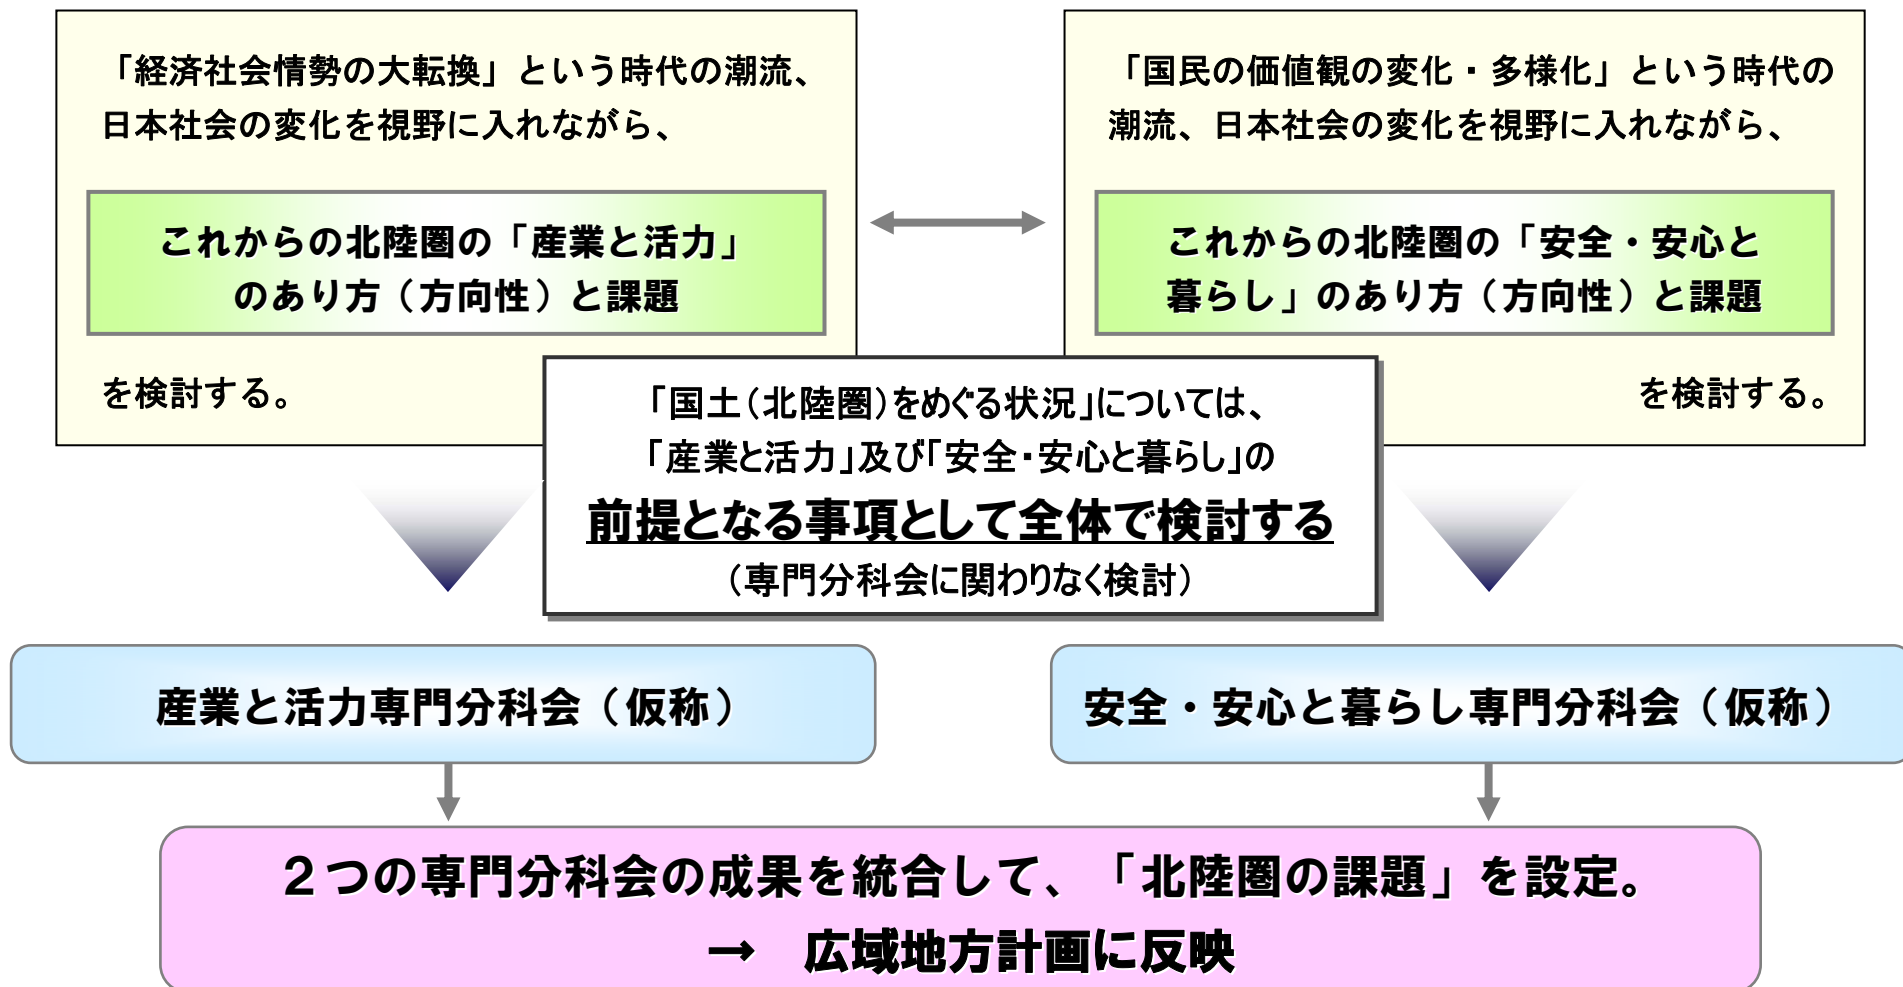 「経済社会情勢の大転換」という時代の潮流、
日本社会の変化を視野に入れながら、
これからの北陸圏の「産業と活力」
のあり方（方向性）と課題
を検討する。
「国民の価値観の変化・多様化」という時代の
潮流、日本社会の変化を視野に入れながら、
これからの北陸圏の「安全・安心と
暮らし」のあり方（方向性）と課題
を検討する。
「国土（北陸圏）をめぐる状況」については、
「産業と活力」及び「安全・安心と暮らし」の
前提となる事項として全体で検討する
（専門分科会に関わりなく検討）
産業と活力専門分科会（仮称）
安全・安心と暮らし専門分科会（仮称）
２つの専門分科会の成果を統合して、「北陸圏の課題」を設定。
→　広域地方計画に反映